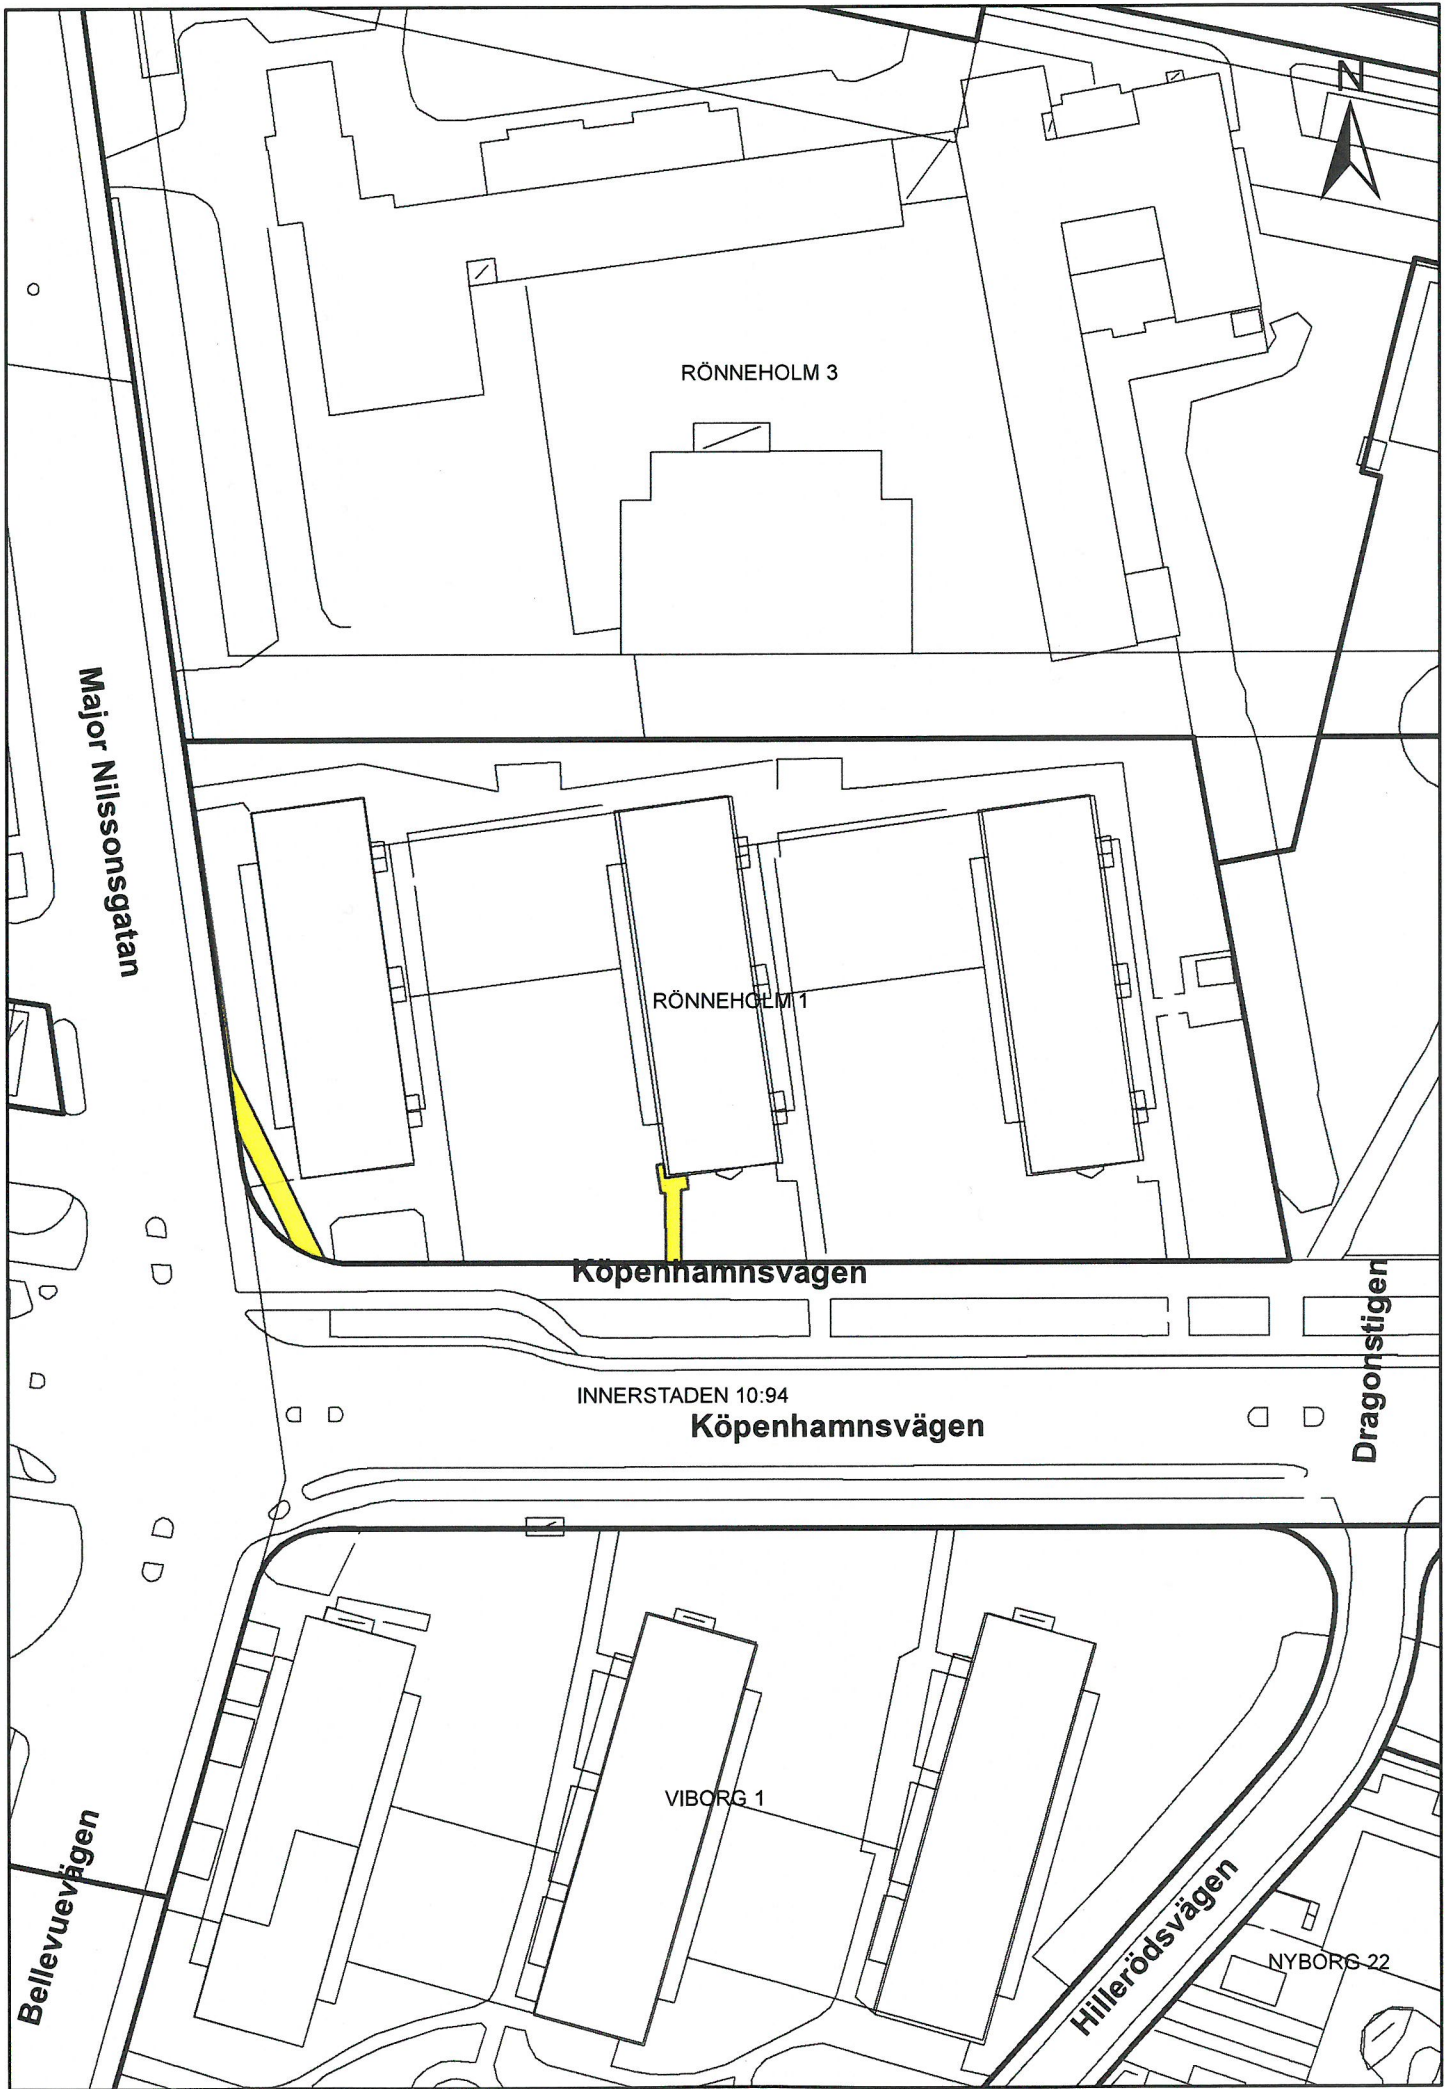 N
RÖNNEHOLM 3
Major Nilssonsgatan
RÖNNEHOLM 1
Köpenhamnsvägen
Dragonstigen
INNERSTADEN 10:94
Köpenhamnsvägen
VIBORG 1
Bellevuevägen
Hillerödsvägen
NYBORG 22